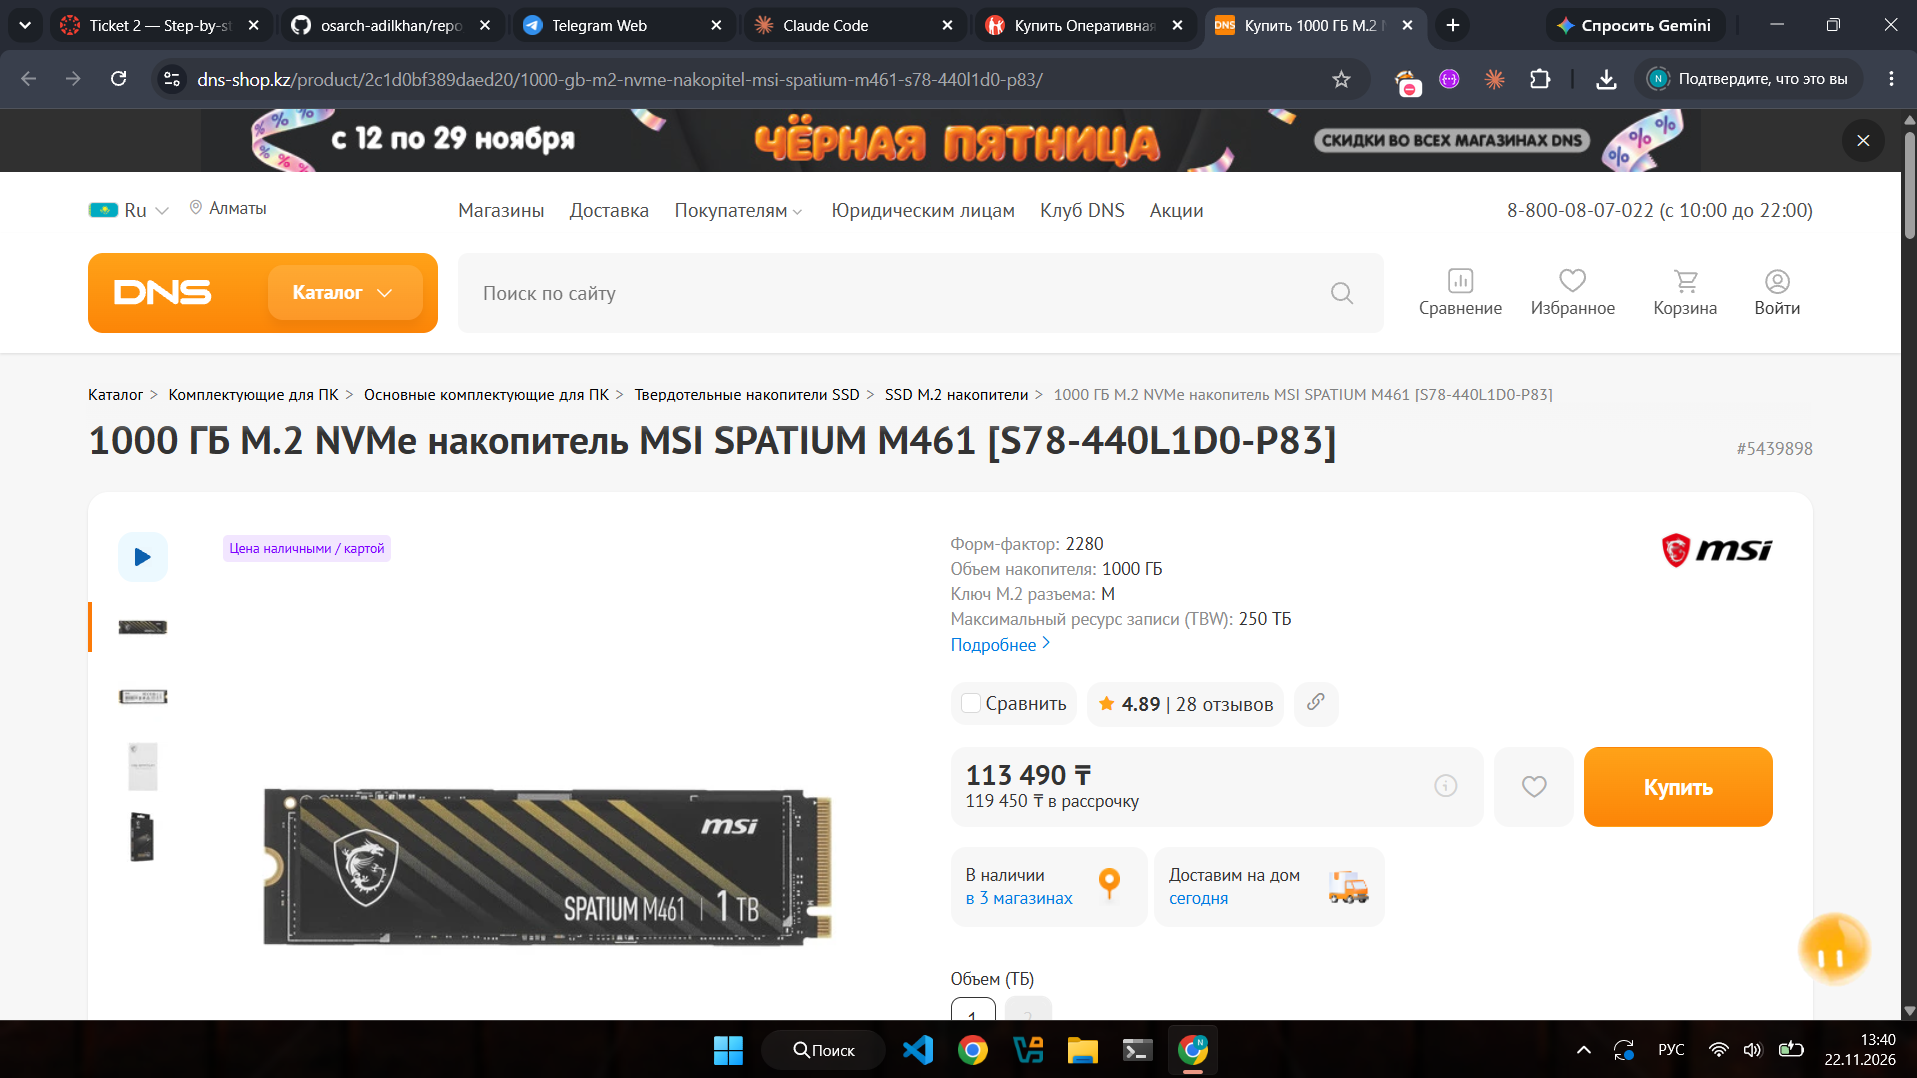 Ticket 2 — Step-by-st
osarch-adilkhan/repo
Telegram Web
Claude Code
Купить Оперативная
DNS
Купить 1000 ГБ M.2 N
Спросить Gemini
dns-shop.kz/product/2c1d0bf389daed20/1000-gb-m2-nvme-nakopitel-msi-spatium-m461-s78-440l1d0-p83/
N
Подтвердите, что это вы
с 12 по 29 ноября
ЧЁРНАЯ ПЯТНИЦА
СКИДКИ ВО ВСЕХ МАГАЗИНАХ DNS
Ru
Алматы
Магазины
Доставка
Покупателям
Юридическим лицам
Клуб DNS
Акции
8-800-08-07-022 (с 10:00 до 22:00)
DNS
Каталог
Поиск по сайту
Сравнение
Избранное
Корзина
Войти
Каталог > Комплектующие для ПК > Основные комплектующие для ПК > Твердотельные накопители SSD > SSD M.2 накопители > 1000 ГБ M.2 NVMe накопитель MSI SPATIUM M461 [S78-440L1D0-P83]
1000 ГБ M.2 NVMe накопитель MSI SPATIUM M461 [S78-440L1D0-P83]
#5439898
Цена наличными / картой
Форм-фактор: 2280
Объем накопителя: 1000 ГБ
Ключ M.2 разъема: M
Максимальный ресурс записи (TBW): 250 ТБ
Подробнее >
msi
Сравнить
4.89 | 28 отзывов
113 490 ₸
119 450 ₸ в рассрочку
Купить
В наличии
в 3 магазинах
Доставим на дом
сегодня
msi
SPATIUM M461 | 1 TB
Объем (ТБ)
1
2
Поиск
N
РУС
13:40
22.11.2026